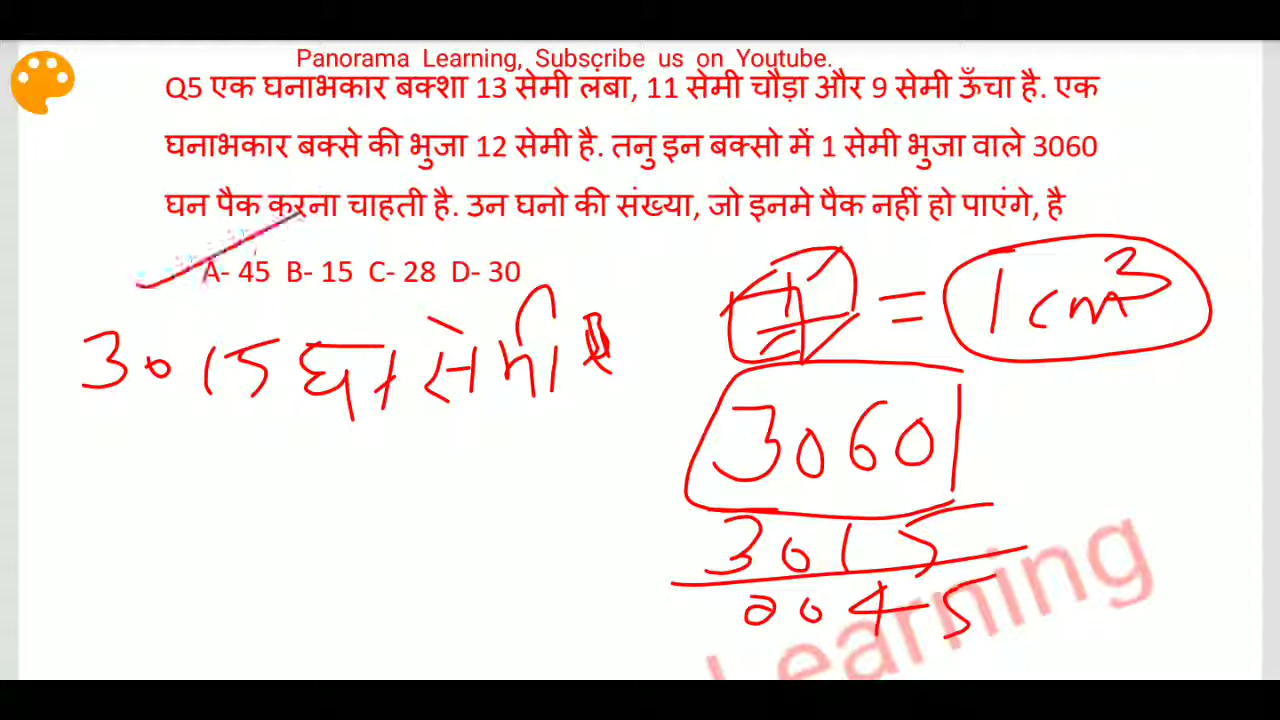 Panorama Learning, Subscribe us on Youtube.
Q5 एक घनाभकार बक्शा 13 सेमी लंबा, 11 सेमी चौड़ा और 9 सेमी ऊँचा है. एक
घनाभकार बक्से की भुजा 12 सेमी है. तनु इन बक्सो में 1 सेमी भुजा वाले 3060
घन पैक करना चाहती है. उन घनो की संख्या, जो इनमे पैक नहीं हो पाएंगे, है
A- 45 B- 15 C- 28 D- 30
= 1 cm³
3015 घन सेमी
3060
3015
0045
Learning